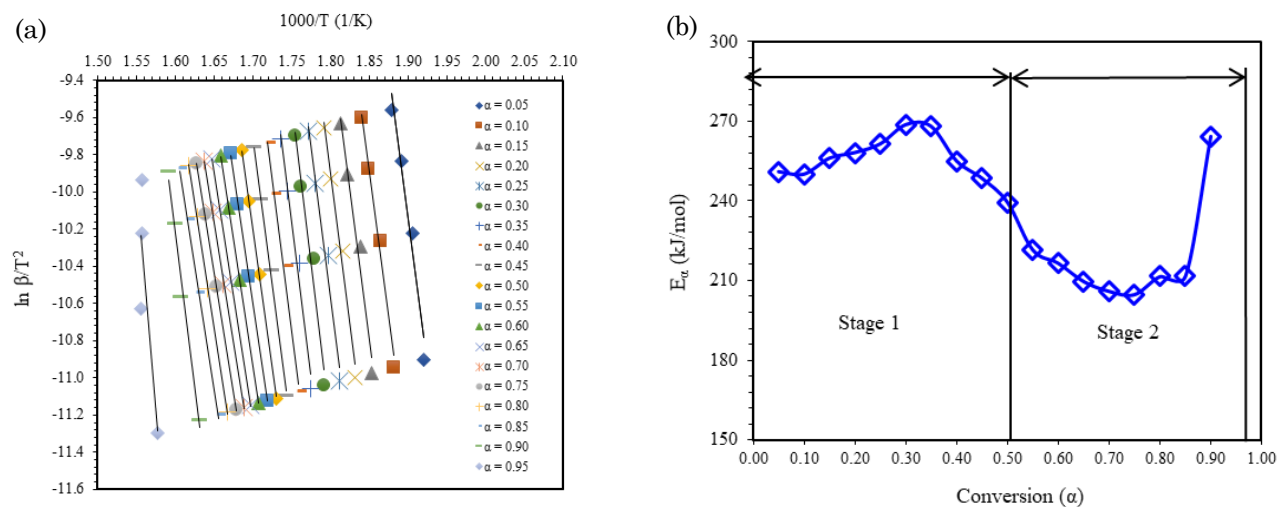 (a)
1000/T (1/K)
1.50 1.60 1.65 1.70 1.75 1.80 1.85 1.90 2.00 2.10
-9.4
-9.6
-9.8
-10.0
-10.2
-10.4
-10.6
-10.8
-11.0
-11.2
-11.4
-11.6
ln β/T²
α = 0.05
α = 0.10
α = 0.15
α = 0.20
α = 0.25
α = 0.30
α = 0.35
α = 0.40
α = 0.45
α = 0.50
α = 0.55
α = 0.60
α = 0.65
α = 0.70
α = 0.75
α = 0.80
α = 0.85
α = 0.90
α = 0.95
(b)
300
270
240
210
180
150
Eα (kJ/mol)
Stage 1
Stage 2
0.00 0.10 0.20 0.30 0.40 0.50 0.60 0.70 0.80 0.90 1.00
Conversion (α)